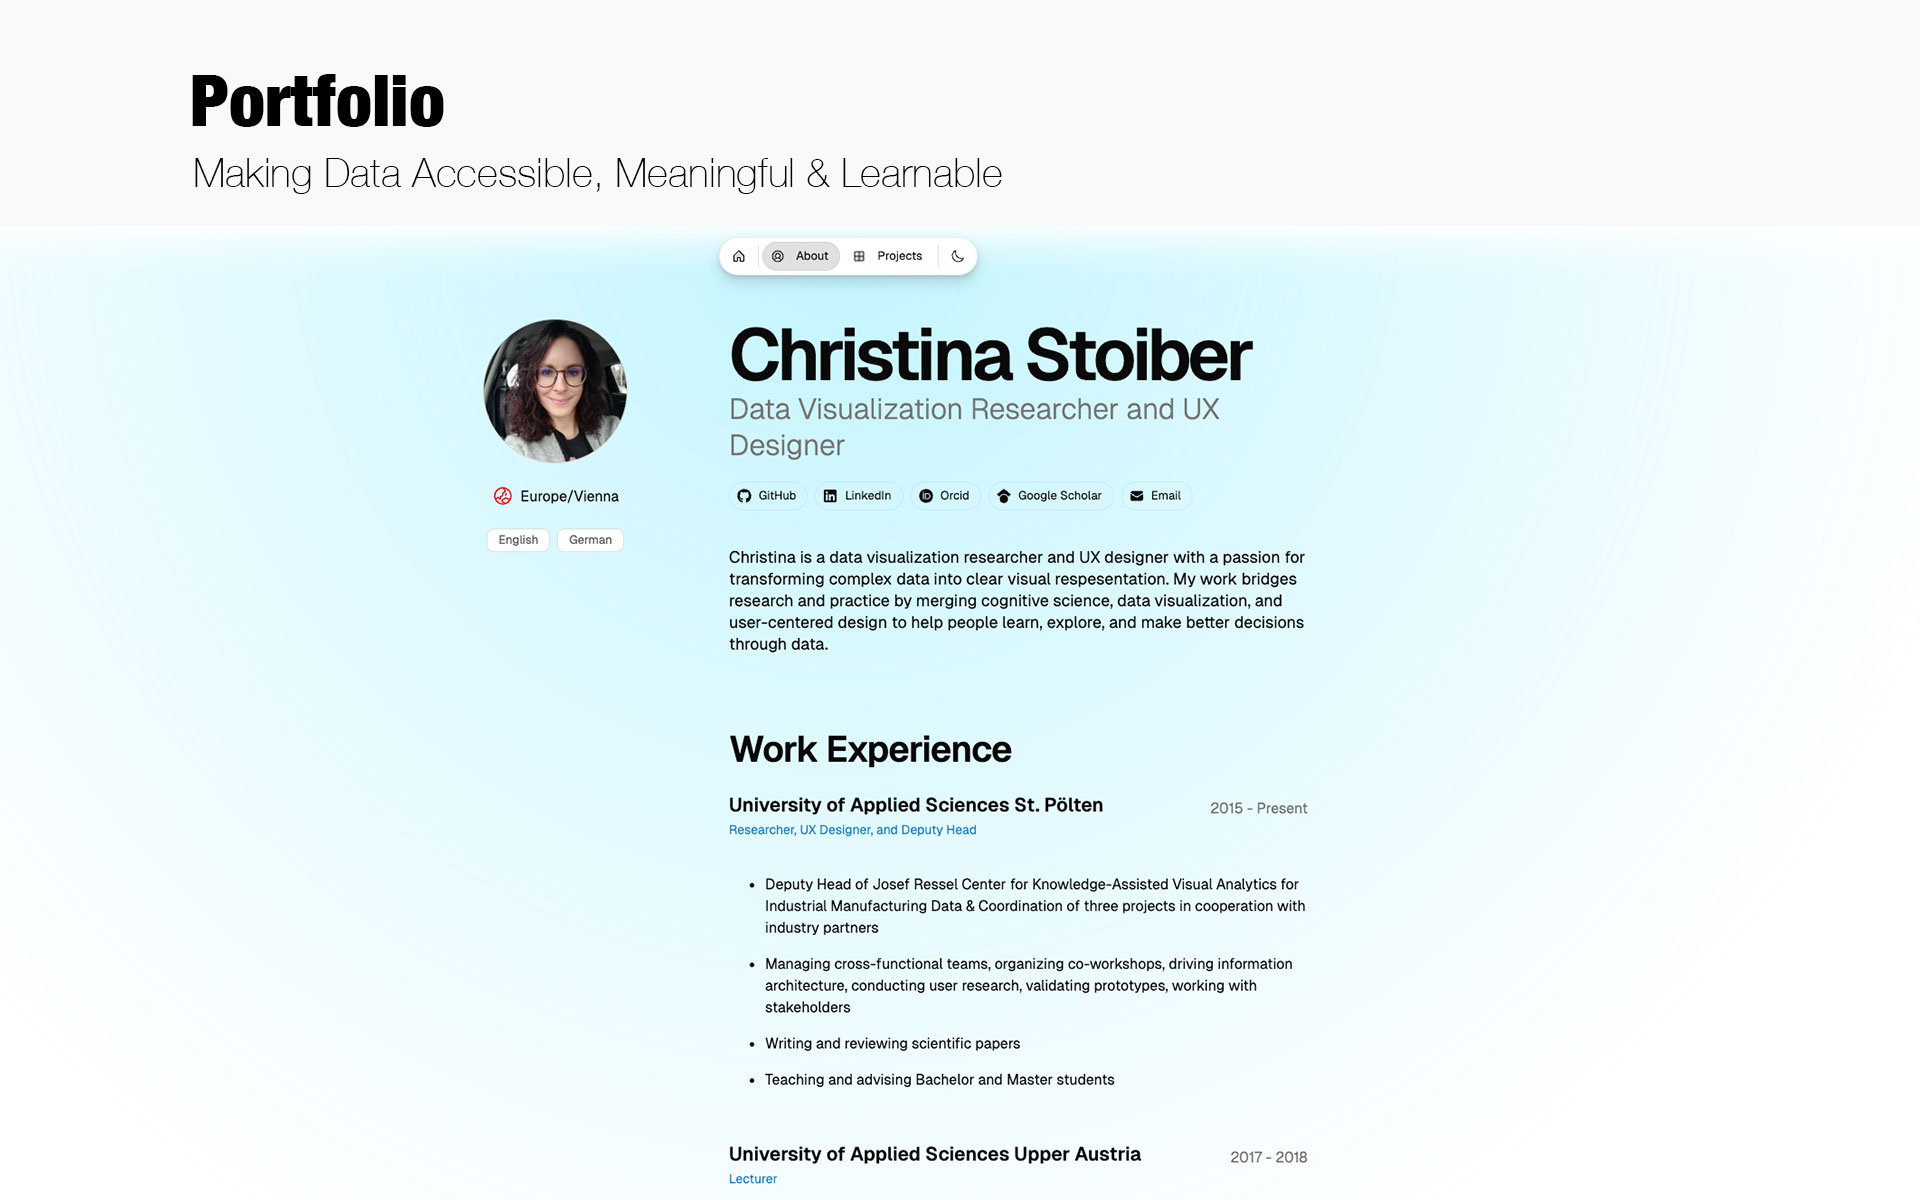 Portfolio
Making Data Accessible, Meaningful & Learnable
About
Projects
Christina Stoiber
Data Visualization Researcher and UX
Designer
Europe/Vienna
English
German
GitHub
LinkedIn
Orcid
Google Scholar
Email
Christina is a data visualization researcher and UX designer with a passion for
transforming complex data into clear visual respesentation. My work bridges
research and practice by merging cognitive science, data visualization, and
user-centered design to help people learn, explore, and make better decisions
through data.
Work Experience
University of Applied Sciences St. Pölten
2015 - Present
Researcher, UX Designer, and Deputy Head
• Deputy Head of Josef Ressel Center for Knowledge-Assisted Visual Analytics for
Industrial Manufacturing Data & Coordination of three projects in cooperation with
industry partners
• Managing cross-functional teams, organizing co-workshops, driving information
architecture, conducting user research, validating prototypes, working with
stakeholders
• Writing and reviewing scientific papers
• Teaching and advising Bachelor and Master students
University of Applied Sciences Upper Austria
2017 - 2018
Lecturer